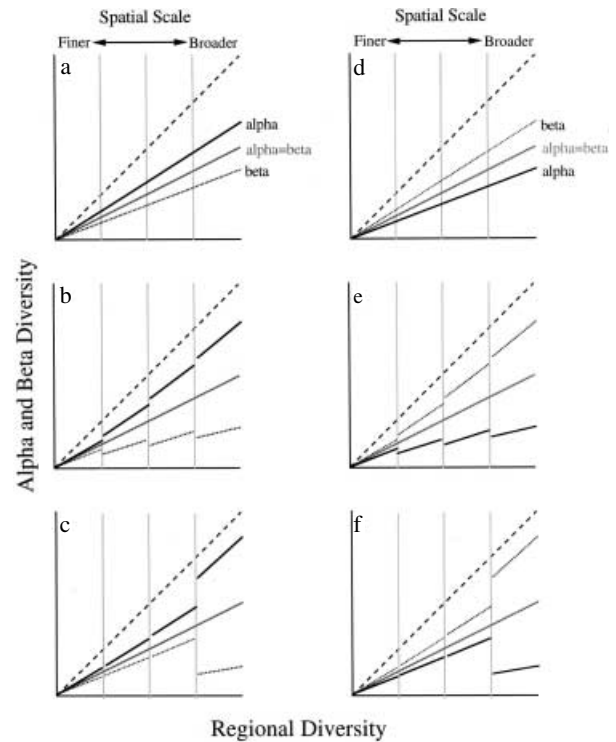 Spatial Scale
Finer Broader
a
alpha
alpha=beta
beta
Spatial Scale
Finer Broader
d
beta
alpha=beta
alpha
b
e
c
f
Alpha and Beta Diversity
Regional Diversity